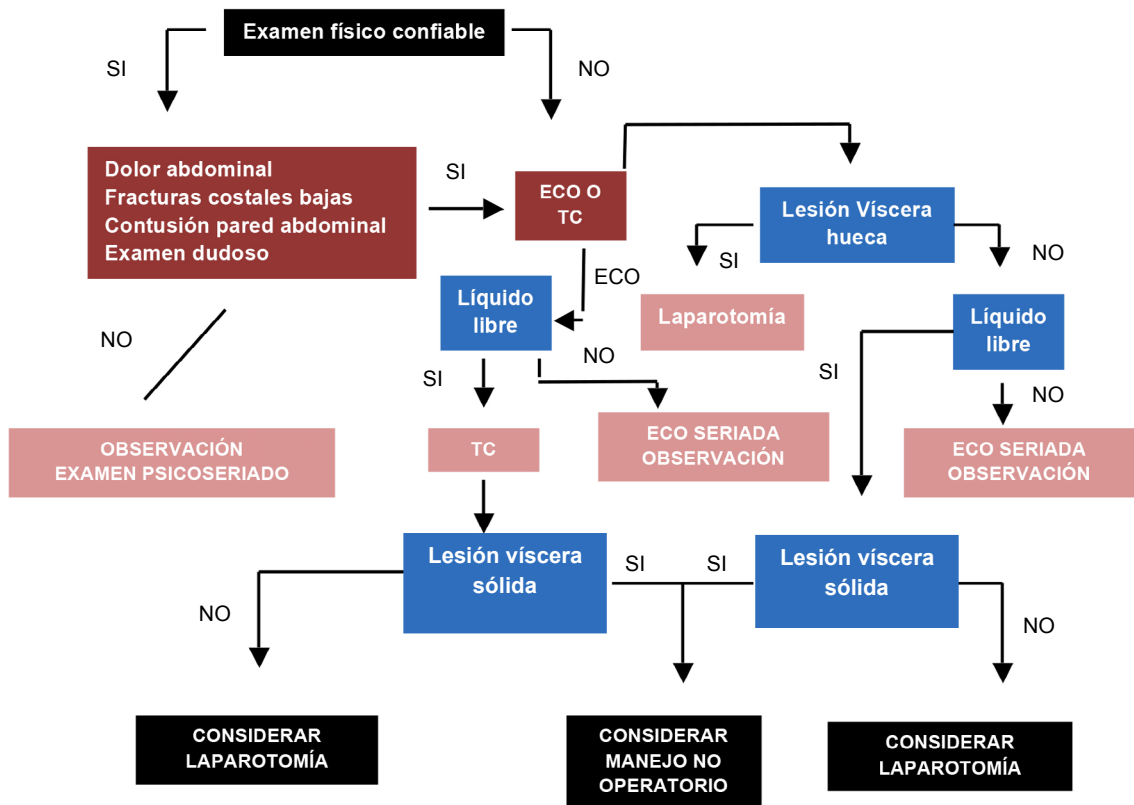 Examen físico confiable
SI
NO
Dolor abdominal
Fracturas costales bajas
Contusión pared abdominal
Examen dudoso
SI
ECO O
TC
Lesión Víscera
hueca
SI
NO
ECO
Líquido
libre
Laparotomía
Líquido
libre
NO
SI
NO
SI
NO
OBSERVACIÓN
EXAMEN PSICOSERIADO
TC
ECO SERIADA
OBSERVACIÓN
ECO SERIADA
OBSERVACIÓN
Lesión víscera
sólida
SI
SI
Lesión víscera
sólida
NO
NO
CONSIDERAR
LAPAROTOMÍA
CONSIDERAR
MANEJO NO
OPERATORIO
CONSIDERAR
LAPAROTOMÍA